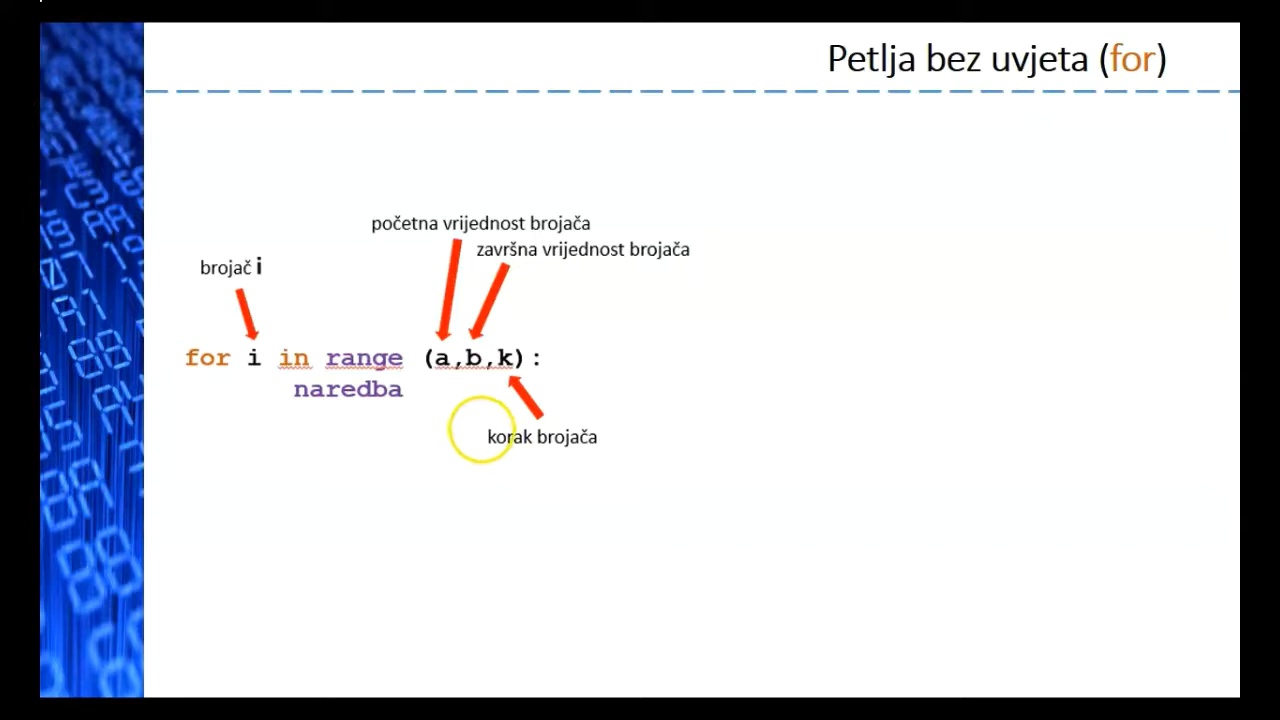 Petlja bez uvjeta (for)
početna vrijednost brojača
završna vrijednost brojača
brojač i
for i in range (a,b,k):
naredba
korak brojača